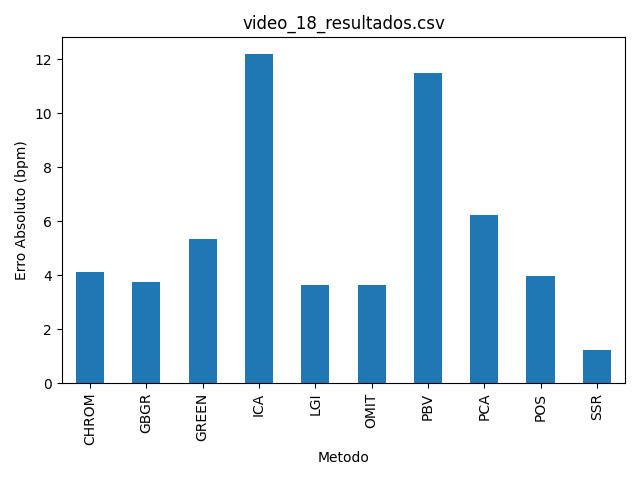 video_18_resultados.csv
Erro Absoluto (bpm)
12
10
8
6
4
2
0
CHROM
GBGR
GREEN
ICA
LGI
OMIT
PBV
PCA
POS
SSR
Metodo